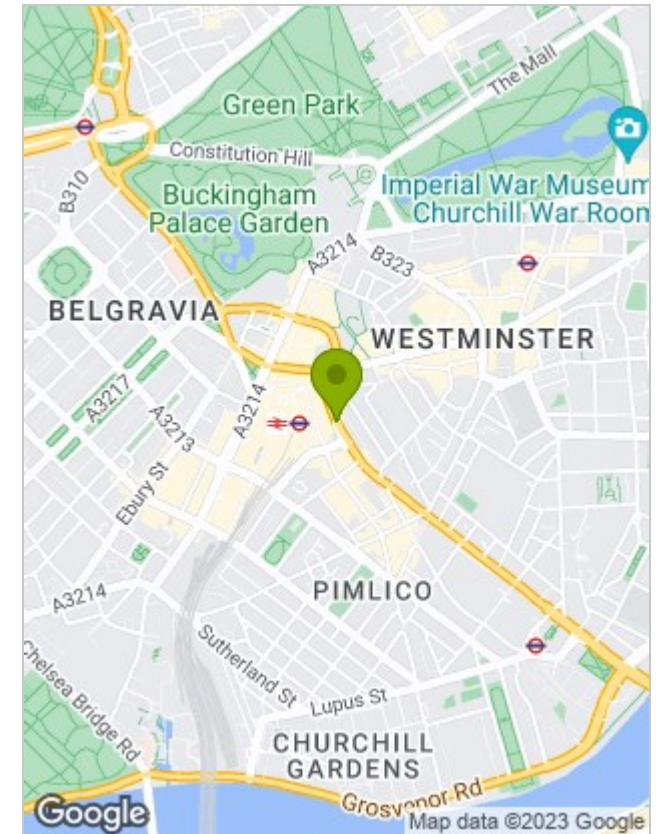 The Mall
Green Park
Constitution Hill
B310
Imperial War Museum
Churchill War Room
Buckingham
Palace Garden
A3214
B323
BELGRAVIA
WESTMINSTER
A3217
A3213
A3214
Ebury St
PIMLICO
A3214
Sutherland St
Chelsea Bridge Rd
Lupus St
CHURCHILL
GARDENS
Grosvenor Rd
Google
Map data ©2023 Google